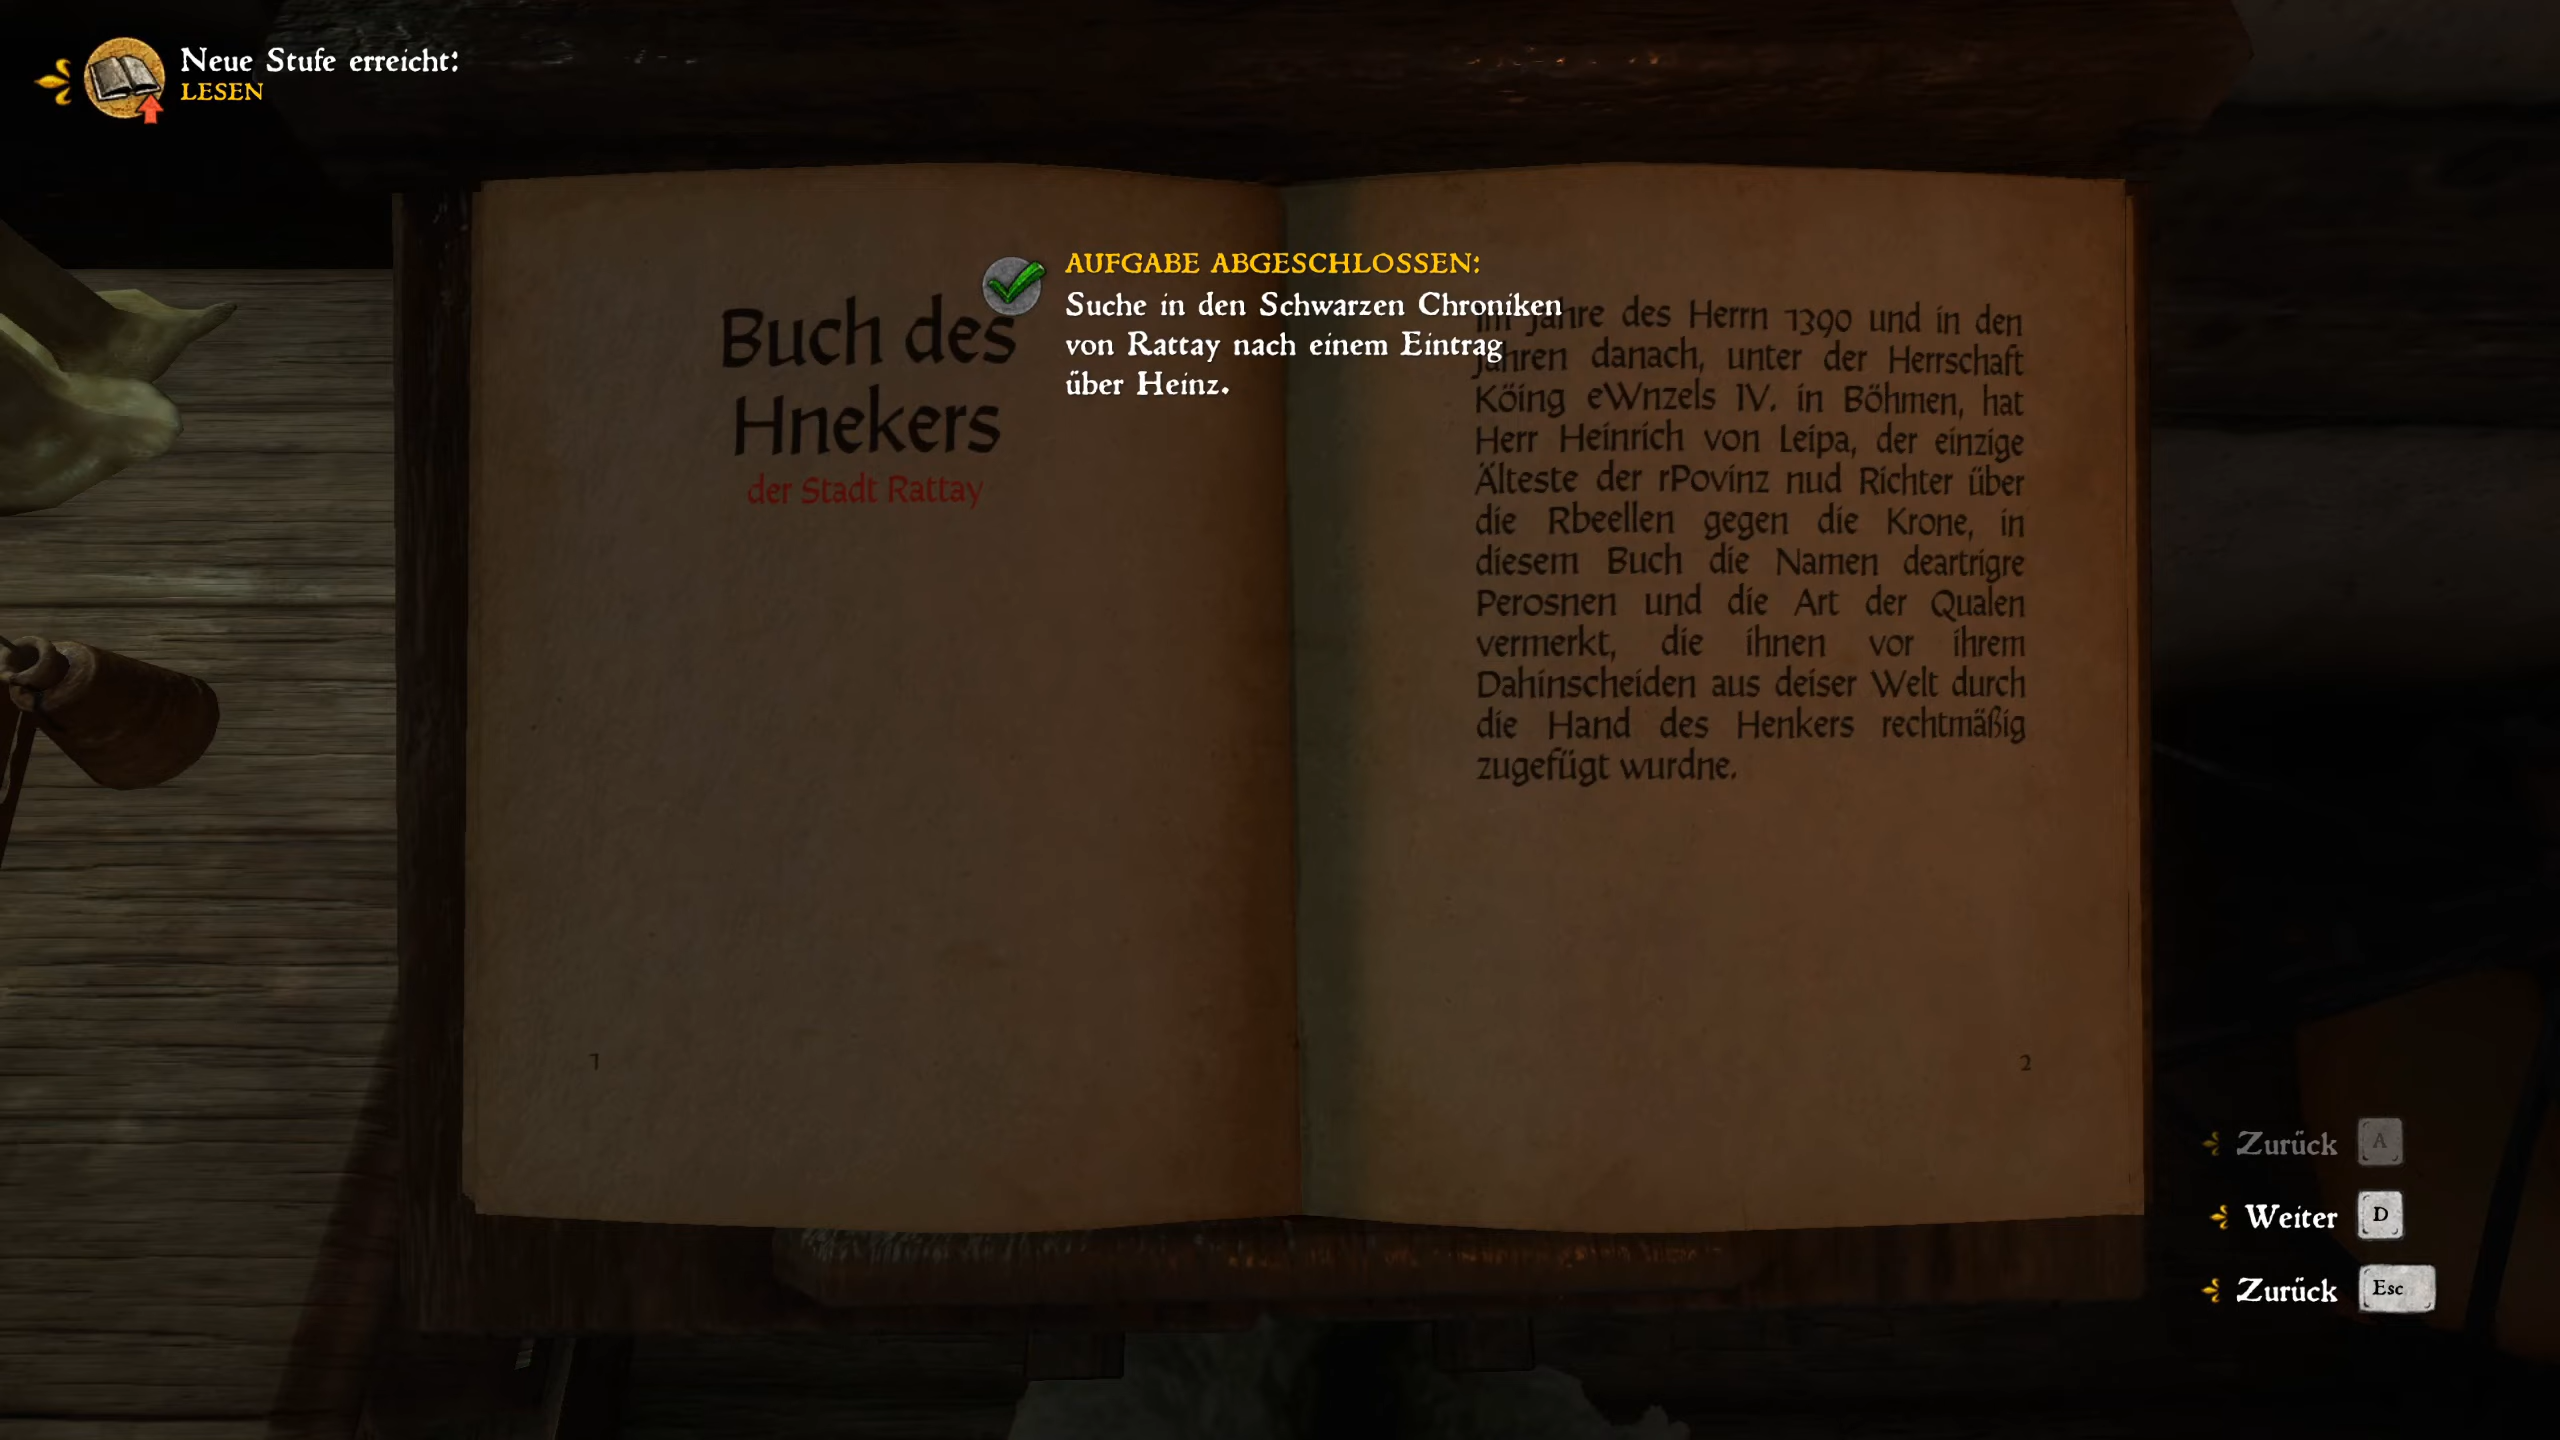 Neue Stufe erreicht:
LESEN
AUFGABE ABGESCHLOSSEN:
Suche in den Schwarzen Chroniken
von Rattay nach einem Eintrag
über Heinz.
Buch des
Hnekers
der Stadt Rattay
1
Im Jahre des Herrn 1390 und in den
Jahren danach, unter der Herrschaft
Köing eWnzels IV. in Böhmen, hat
Herr Heinrich von Leipa, der einzige
Älteste der rPovinz nud Richter über
die Rbeellen gegen die Krone, in
diesem Buch die Namen deartrigre
Perosnen und die Art der Qualen
vermerkt, die ihnen vor ihrem
Dahinscheiden aus deiser Welt durch
die Hand des Henkers rechtmäßig
zugefügt wurdne.
2
Zurück A
Weiter D
Zurück Esc